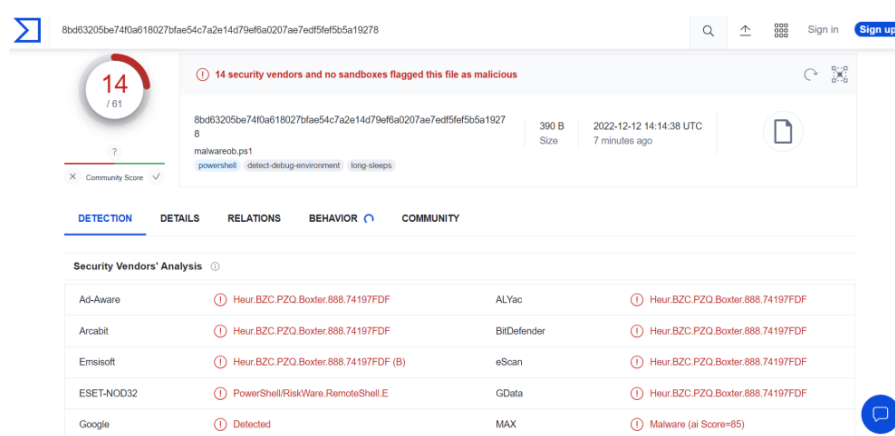 8bd63205be74f0a618027bfae54c7a2e14d79ef6a0207ae7edf5fef5b5a19278
Sign in
Sign up
14
/ 61
?
Community Score
14 security vendors and no sandboxes flagged this file as malicious
8bd63205be74f0a618027bfae54c7a2e14d79ef6a0207ae7edf5fef5b5a1927
8
malwareob.ps1
powershell detect-debug-environment long-sleeps
390 B
Size
2022-12-12 14:14:38 UTC
7 minutes ago
DETECTION DETAILS RELATIONS BEHAVIOR COMMUNITY
Security Vendors' Analysis
Ad-Aware Heur.BZC.PZQ.Boxter.888.74197FDF ALYac Heur.BZC.PZQ.Boxter.888.74197FDF
Arcabit Heur.BZC.PZQ.Boxter.888.74197FDF BitDefender Heur.BZC.PZQ.Boxter.888.74197FDF
Emsisoft Heur.BZC.PZQ.Boxter.888.74197FDF (B) eScan Heur.BZC.PZQ.Boxter.888.74197FDF
ESET-NOD32 PowerShell/RiskWare.RemoteShell.E GData Heur.BZC.PZQ.Boxter.888.74197FDF
Google Detected MAX Malware (ai Score=85)